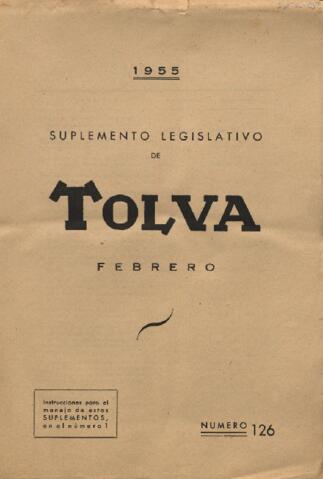 1955
SUPLEMENTO LEGISLATIVO
DE
TOLVA
FEBRERO
Instrucciones para el
manejo de estos
SUPLEMENTOS,
en el número 1
NUMERO 126